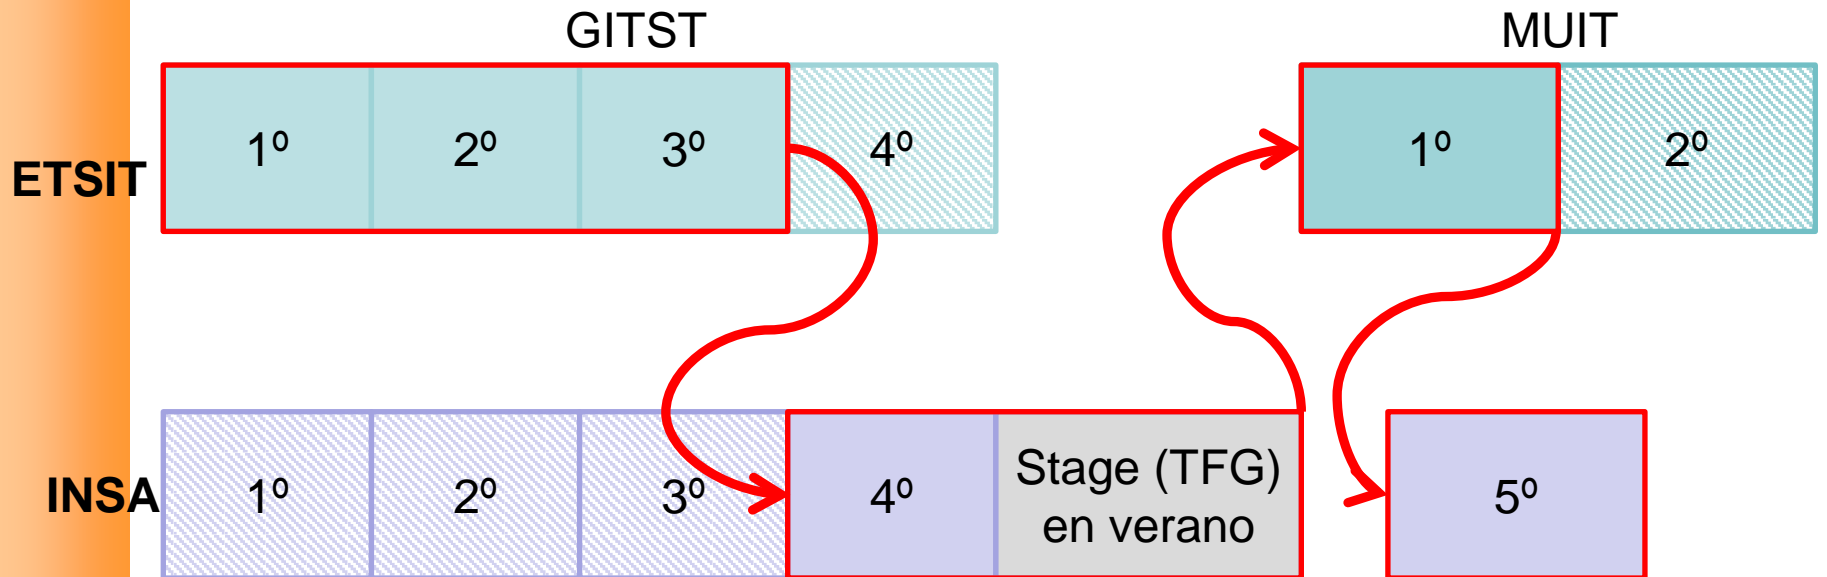 GITST
MUIT
ETSIT
1º
2º
3º
4º
1º
2º
INSA
1º
2º
3º
4º
Stage (TFG)
en verano
5º